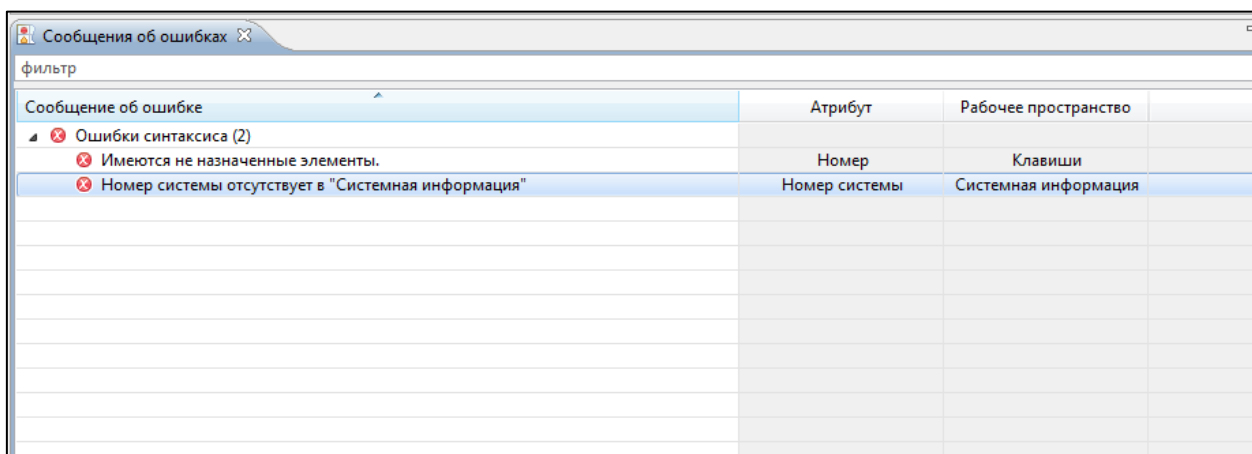 Сообщения об ошибках
фильтр
Сообщение об ошибке Атрибут Рабочее пространство
Ошибки синтаксиса (2)
Имеются не назначенные элементы. Номер Клавиши
Номер системы отсутствует в "Системная информация" Номер системы Системная информация